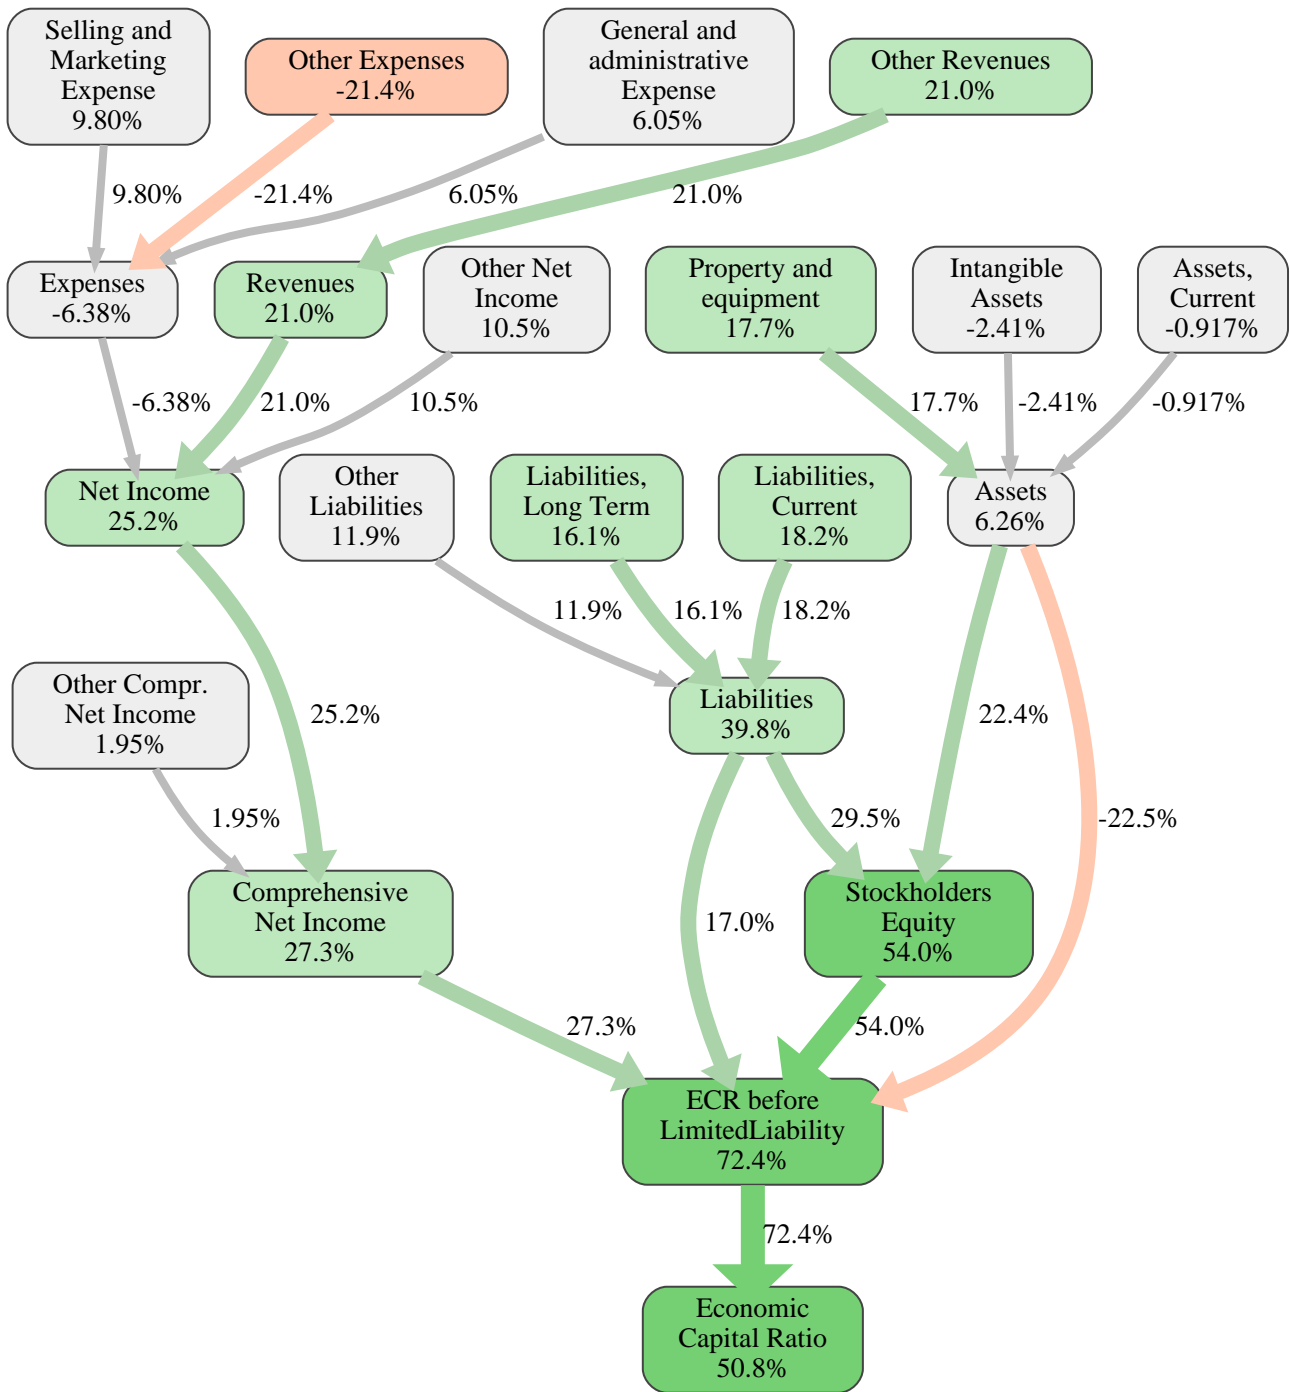 Selling and
Marketing
Expense
9.80%
Other Expenses
-21.4%
General and
administrative
Expense
6.05%
Other Revenues
21.0%
9.80%
-21.4%
6.05%
21.0%
Expenses
-6.38%
Revenues
21.0%
Other Net
Income
10.5%
Property and
equipment
17.7%
Intangible
Assets
-2.41%
Assets,
Current
-0.917%
-6.38%
21.0%
10.5%
17.7%
-2.41%
-0.917%
Net Income
25.2%
Other
Liabilities
11.9%
Liabilities,
Long Term
16.1%
Liabilities,
Current
18.2%
Assets
6.26%
11.9%
16.1%
18.2%
Other Compr.
Net Income
1.95%
25.2%
Liabilities
39.8%
22.4%
1.95%
29.5%
-22.5%
Comprehensive
Net Income
27.3%
17.0%
Stockholders
Equity
54.0%
27.3%
54.0%
ECR before
LimitedLiability
72.4%
72.4%
Economic
Capital Ratio
50.8%